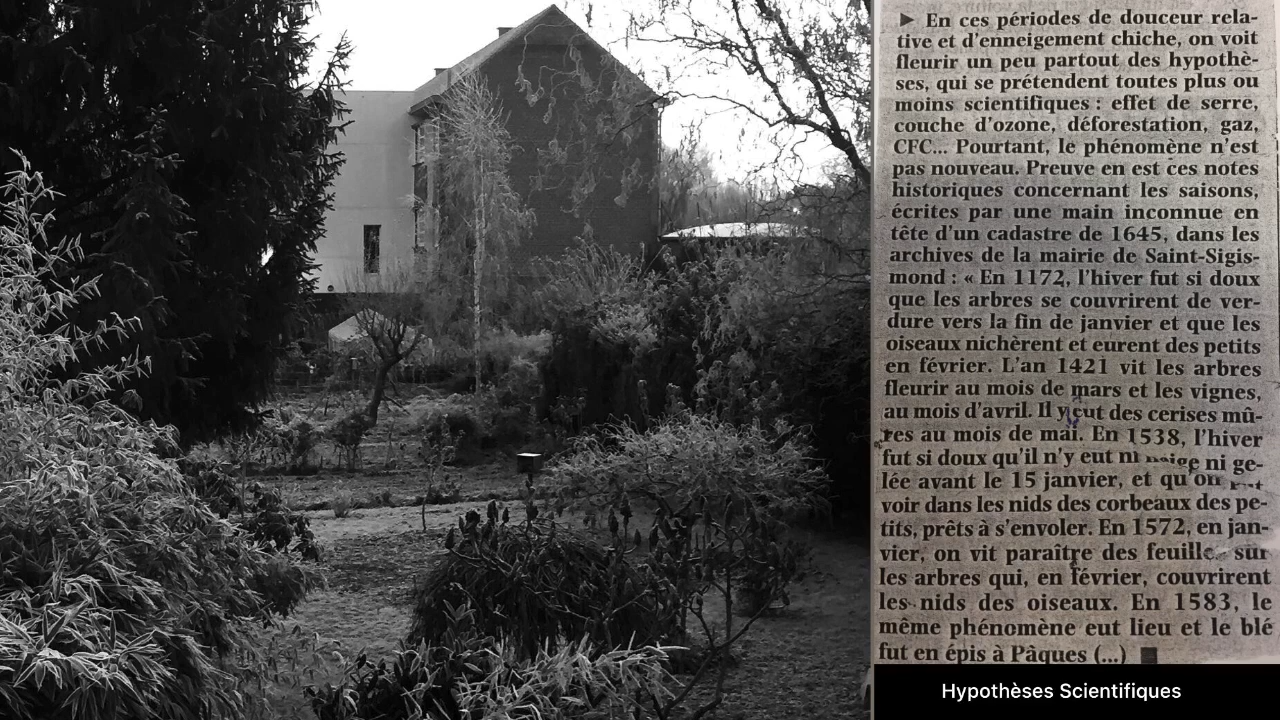 ► En ces périodes de douceur rela-
tive et d'enneigement chiche, on voit
fleurir un peu partout des hypothè-
ses, qui se prétendent toutes plus ou
moins scientifiques : effet de serre,
couche d'ozone, déforestation, gaz,
CFC... Pourtant, le phénomène n'est
pas nouveau. Preuve en est ces notes
historiques concernant les saisons,
écrites par une main inconnue en
tête d'un cadastre de 1645, dans les
archives de la mairie de Saint-Sigis-
mond : « En 1172, l'hiver fut si doux
que les arbres se couvrirent de ver-
dure vers la fin de janvier et que les
oiseaux nichèrent et eurent des petits
en février. L'an 1421 vit les arbres
fleurir au mois de mars et les vignes,
au mois d'avril. Il y eut des cerises mû-
res au mois de mai. En 1538, l'hiver
fut si doux qu'il n'y eut ni neige ni ge-
lée avant le 15 janvier, et qu'on
voir dans les nids des corbeaux des pe-
tits, prêts à s'envoler. En 1572, en jan-
vier, on vit paraître des feuilles sur
les arbres qui, en février, couvrirent
les nids des oiseaux. En 1583, le
même phénomène eut lieu et le blé
fut en épis à Pâques (...) ■
Hypothèses Scientifiques